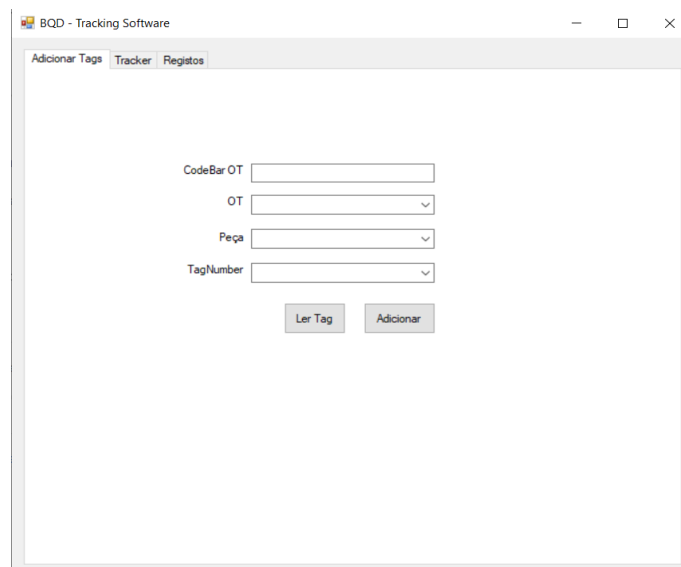 BQD - Tracking Software
Adicionar Tags Tracker Registos
CodeBar OT
OT
Peça
TagNumber
Ler Tag Adicionar